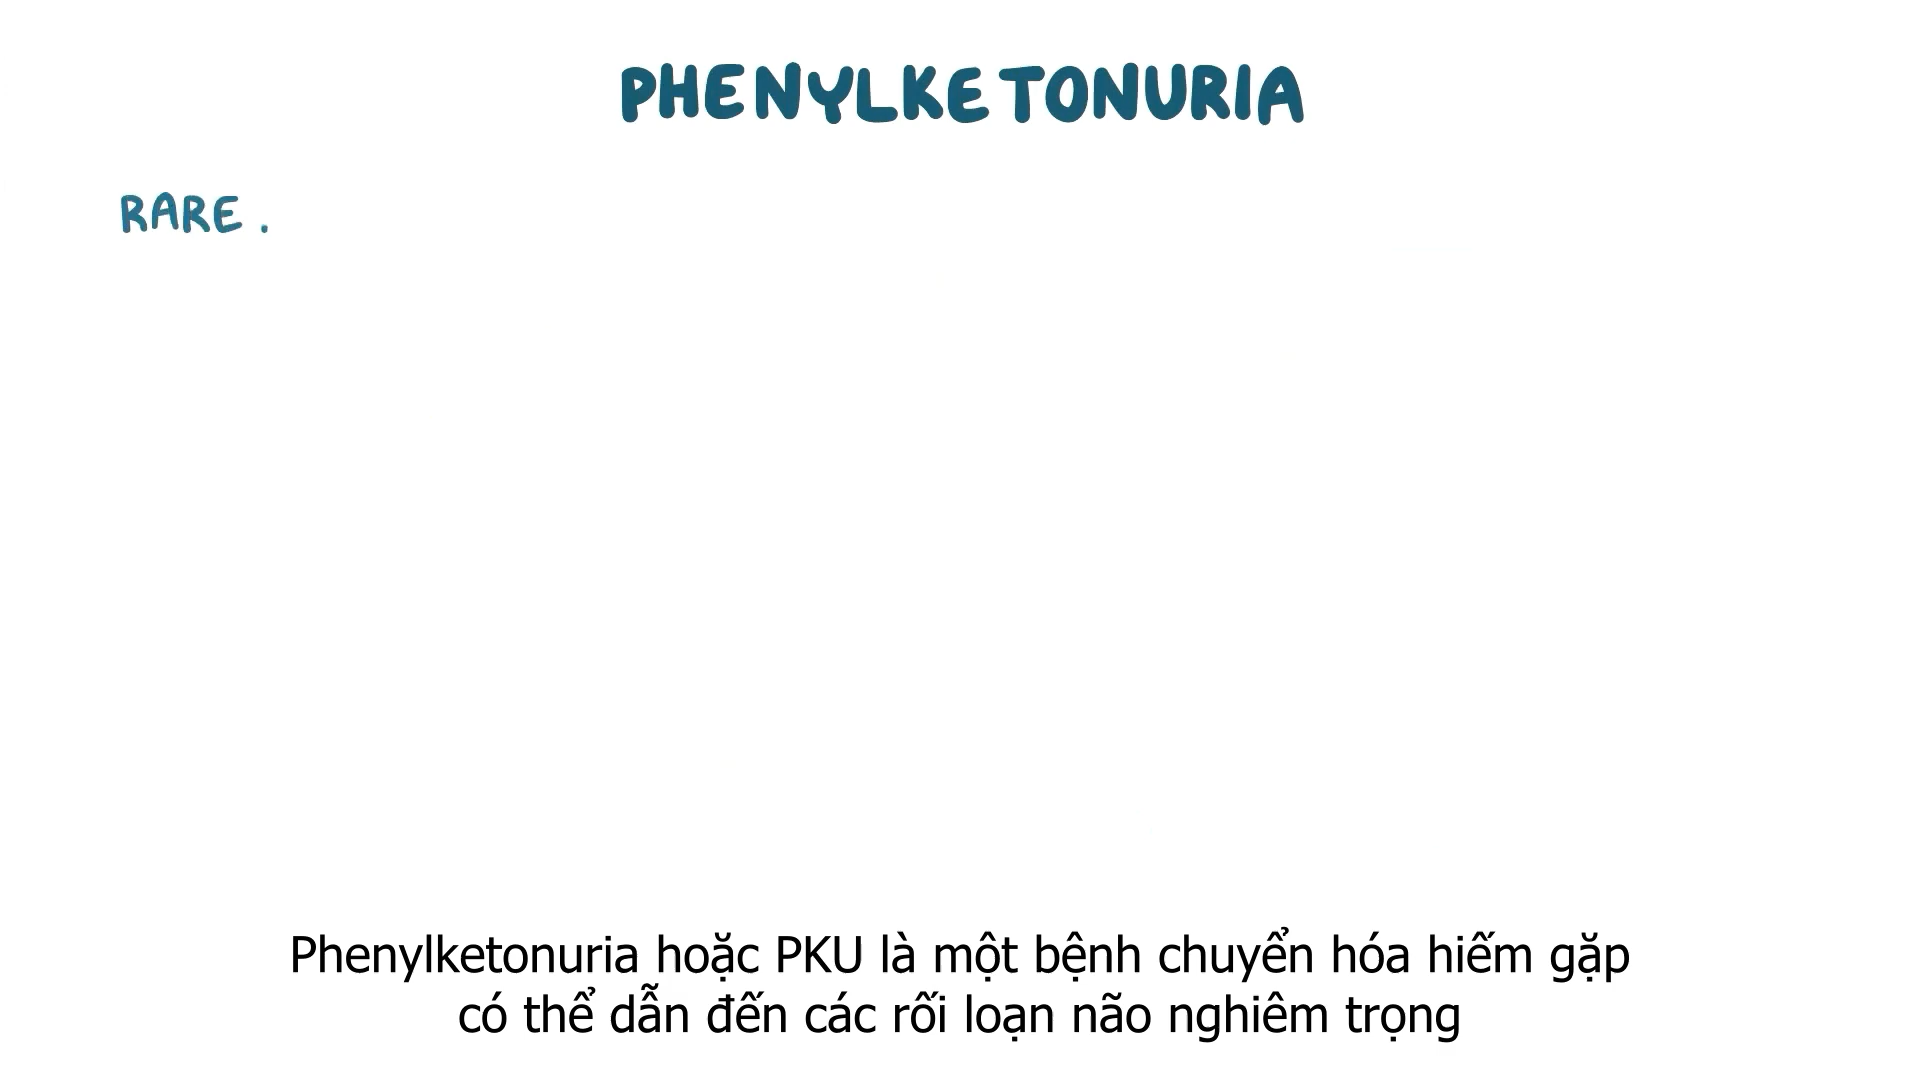 PHENYLKETONURIA
RARE .
Phenylketonuria hoặc PKU là một bệnh chuyển hóa hiếm gặp
có thể dẫn đến các rối loạn não nghiêm trọng